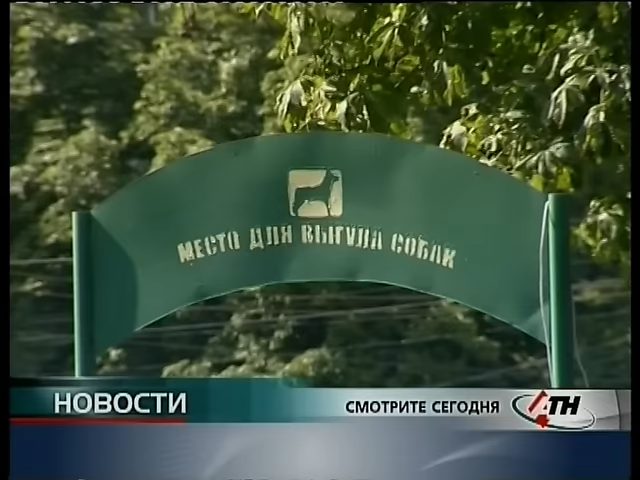 МЕСТО ДЛЯ ВЫГУЛА СОБАК
НОВОСТИ
СМОТРИТЕ СЕГОДНЯ
АТН